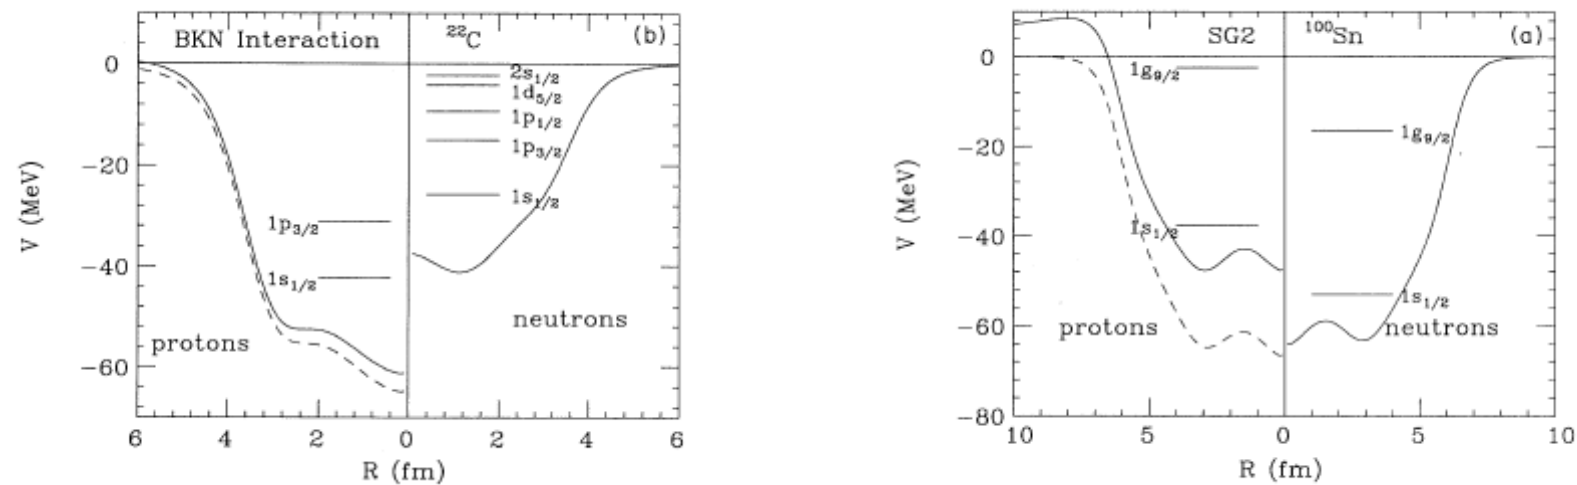 BKN Interaction
²²C
(b)
0
−20
−40
−60
V (MeV)
2s₁/₂
1d₅/₂
1p₁/₂
1p₃/₂
1s₁/₂
1p₃/₂
1s₁/₂
protons
neutrons
6 4 2 0 2 4 6
R (fm)
SG2
¹⁰⁰Sn
(a)
0
−20
−40
−60
−80
V (MeV)
1g₉/₂
1g₉/₂
1s₁/₂
1s₁/₂
protons
neutrons
10 5 0 5 10
R (fm)